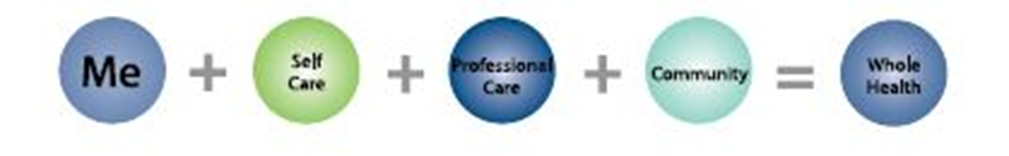 Me + Self Care + Professional Care + Community = Whole Health